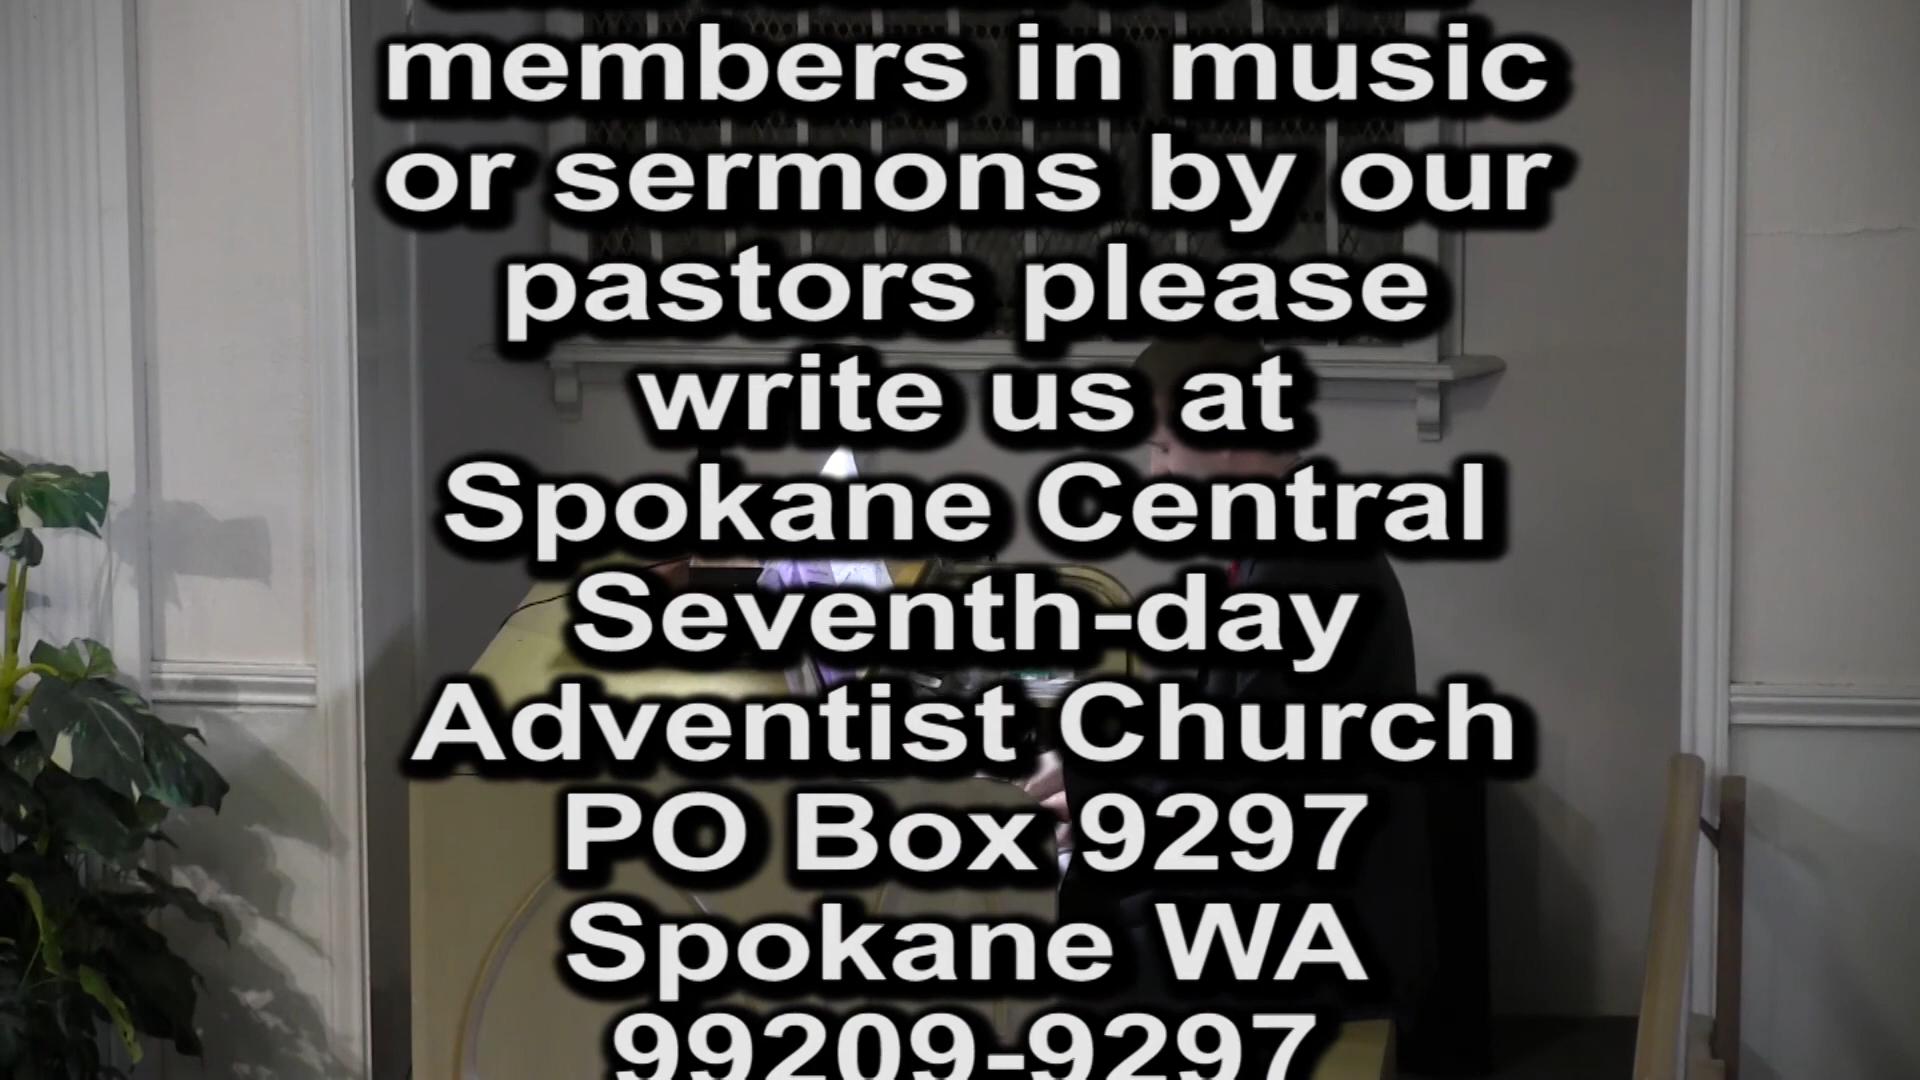 members in music
or sermons by our
pastors please
write us at
Spokane Central
Seventh-day
Adventist Church
PO Box 9297
Spokane WA
99209-9297